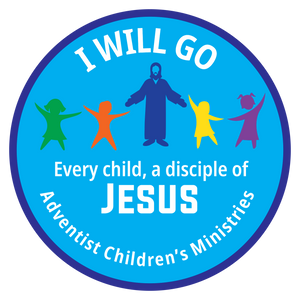 I WILL GO
Every child, a disciple of
JESUS
Adventist Children's Ministries